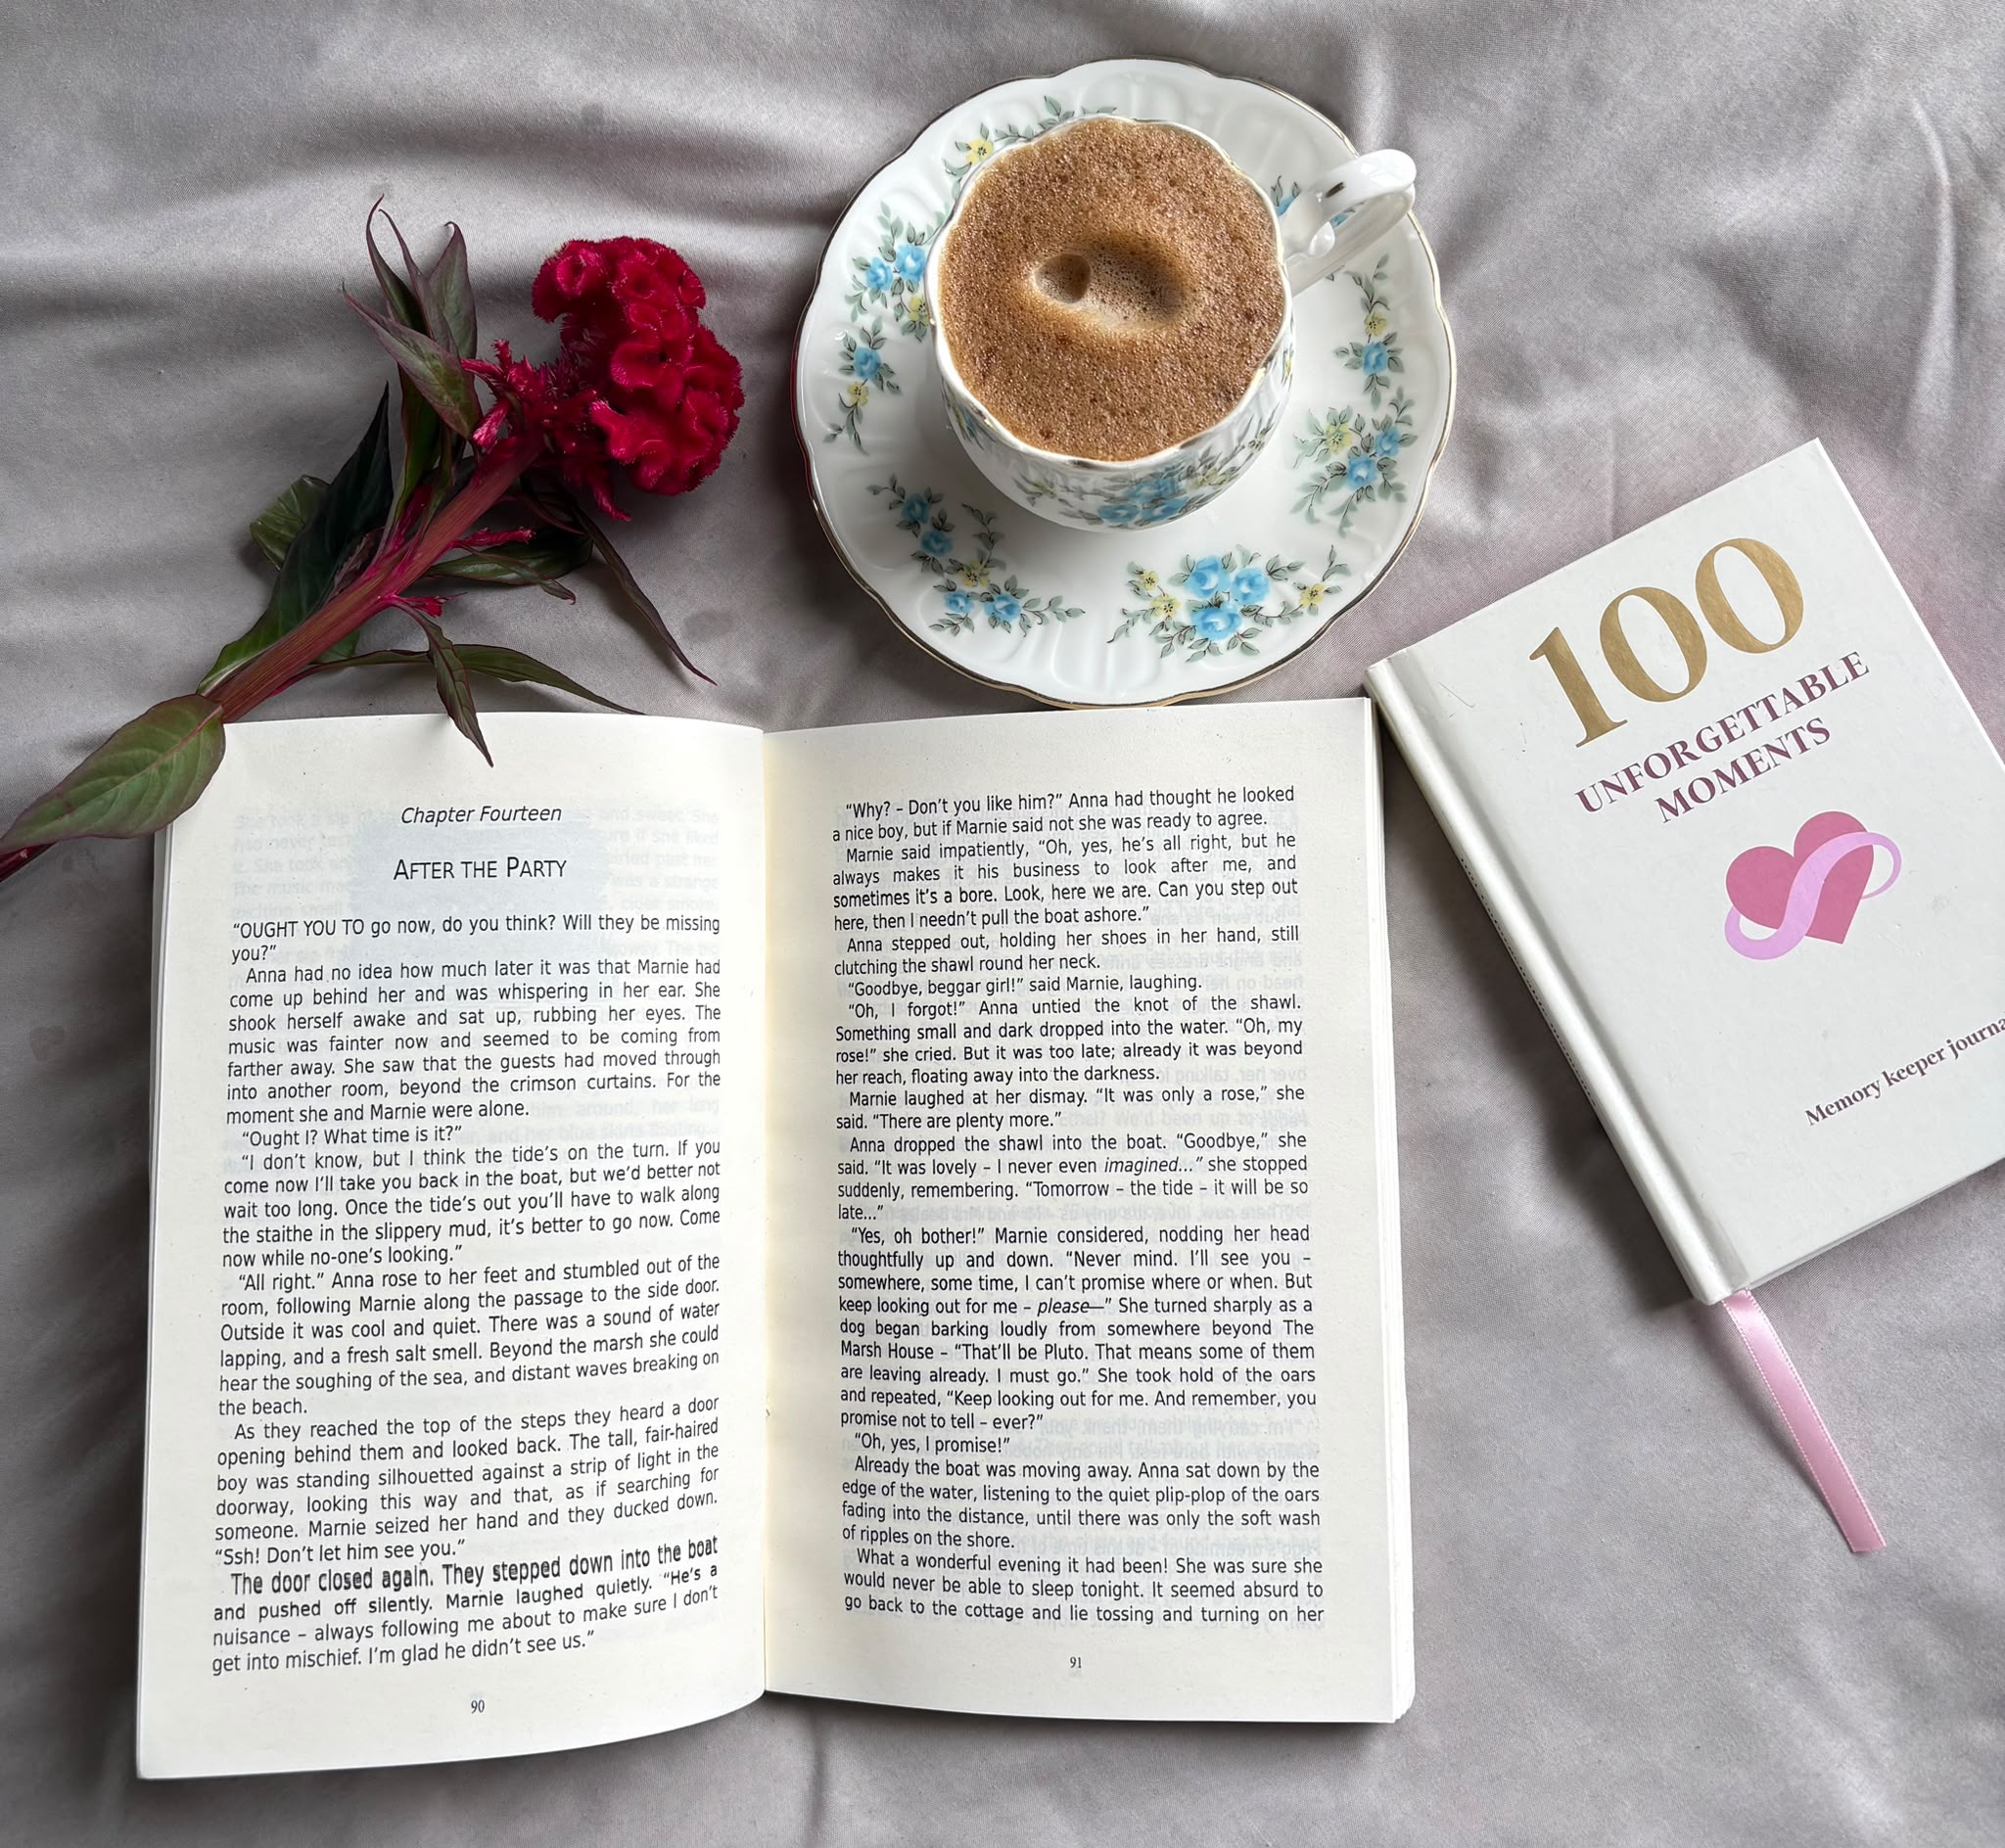 Chapter Fourteen
AFTER THE PARTY
“OUGHT YOU TO go now, do you think? Will they be missing
you?”
Anna had no idea how much later it was that Marnie had
come up behind her and was whispering in her ear. She
shook herself awake and sat up, rubbing her eyes. The
music was fainter now and seemed to be coming from
farther away. She saw that the guests had moved through
into another room, beyond the crimson curtains. For the
moment she and Marnie were alone.
“Ought I? What time is it?”
“I don’t know, but I think the tide’s on the turn. If you
come now I’ll take you back in the boat, but we’d better not
wait too long. Once the tide’s out you’ll have to walk along
the staithe in the slippery mud, it’s better to go now. Come
now while no-one’s looking.”
“All right.” Anna rose to her feet and stumbled out of the
room, following Marnie along the passage to the side door.
Outside it was cool and quiet. There was a sound of water
lapping, and a fresh salt smell. Beyond the marsh she could
hear the soughing of the sea, and distant waves breaking on
the beach.
As they reached the top of the steps they heard a door
opening behind them and looked back. The tall, fair-haired
boy was standing silhouetted against a strip of light in the
doorway, looking this way and that, as if searching for
someone. Marnie seized her hand and they ducked down.
“Ssh! Don’t let him see you.”
The door closed again. They stepped down into the boat
and pushed off silently. Marnie laughed quietly. “He’s a
nuisance – always following me about to make sure I don’t
get into mischief. I’m glad he didn’t see us.”
90
“Why? – Don’t you like him?” Anna had thought he looked
a nice boy, but if Marnie said not she was ready to agree.
Marnie said impatiently, “Oh, yes, he’s all right, but he
always makes it his business to look after me, and
sometimes it’s a bore. Look, here we are. Can you step out
here, then I needn’t pull the boat ashore.”
Anna stepped out, holding her shoes in her hand, still
clutching the shawl round her neck.
“Goodbye, beggar girl!” said Marnie, laughing.
“Oh, I forgot!” Anna untied the knot of the shawl.
Something small and dark dropped into the water. “Oh, my
rose!” she cried. But it was too late; already it was beyond
her reach, floating away into the darkness.
Marnie laughed at her dismay. “It was only a rose,” she
said. “There are plenty more.”
Anna dropped the shawl into the boat. “Goodbye,” she
said. “It was lovely – I never even imagined...” she stopped
suddenly, remembering. “Tomorrow – the tide – it will be so
late...”
“Yes, oh bother!” Marnie considered, nodding her head
thoughtfully up and down. “Never mind. I’ll see you –
somewhere, some time, I can’t promise where or when. But
keep looking out for me – please—” She turned sharply as a
dog began barking loudly from somewhere beyond The
Marsh House – “That’ll be Pluto. That means some of them
are leaving already. I must go.” She took hold of the oars
and repeated, “Keep looking out for me. And remember, you
promise not to tell – ever?”
“Oh, yes, I promise!”
Already the boat was moving away. Anna sat down by the
edge of the water, listening to the quiet plip-plop of the oars
fading into the distance, until there was only the soft wash
of ripples on the shore.
What a wonderful evening it had been! She was sure she
would never be able to sleep tonight. It seemed absurd to
go back to the cottage and lie tossing and turning on her
91
100
UNFORGETTABLE
MOMENTS
Memory keeper journa